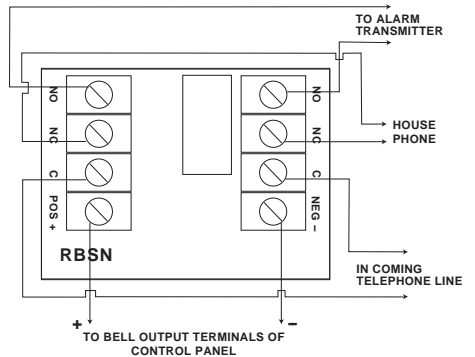 TO ALARM
TRANSMITTER
NO
NO
NC
NC
HOUSE
PHONE
C
C
POS +
NEG –
RBSN
IN COMING
TELEPHONE LINE
+
–
TO BELL OUTPUT TERMINALS OF
CONTROL PANEL